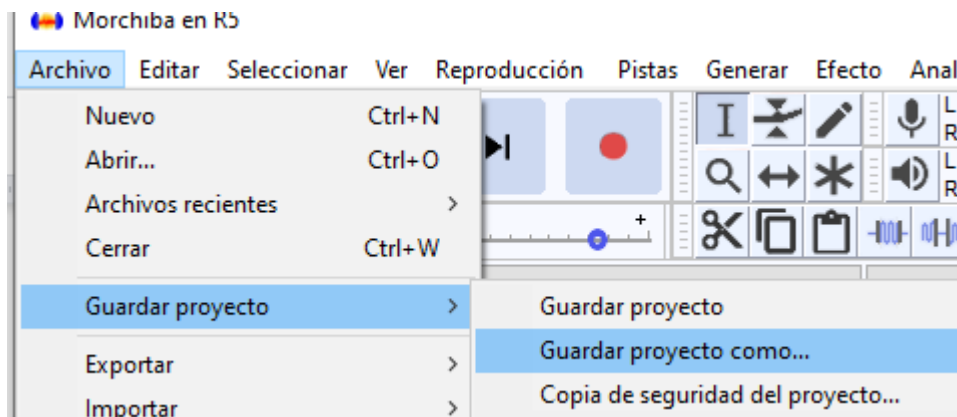 Morchiba en R5
Archivo Editar Seleccionar Ver Reproducción Pistas Generar Efecto Anal
Nuevo Ctrl+N
Abrir... Ctrl+O
Archivos recientes >
Cerrar Ctrl+W
Guardar proyecto >
Exportar >
Importar >
Guardar proyecto
Guardar proyecto como...
Copia de seguridad del proyecto...
L
R
L
R
+